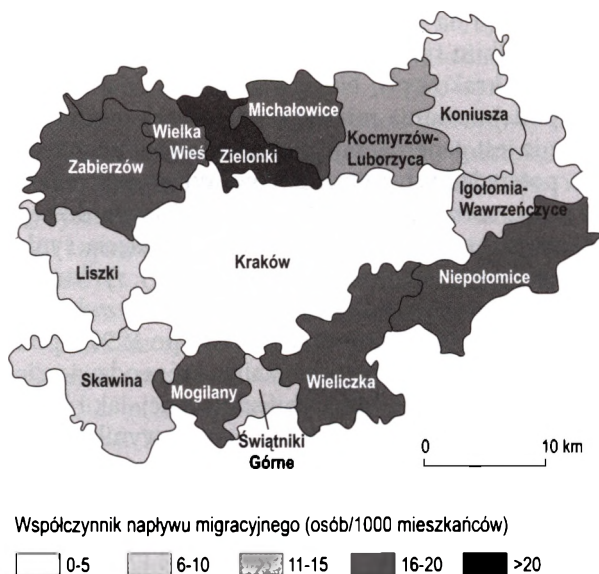 Michałowice
Koniusza
Wielka
Wieś
Kocmyrzów-
Luborzyca
Zabierzów
Zielonki
Igołomia-
Wawrzeńczyce
Liszki
Kraków
Niepołomice
Skawina
Mogilany
Wieliczka
Świątniki
Górne
0 10 km
Współczynnik napływu migracyjnego (osób/1000 mieszkańców)
0-5 6-10 11-15 16-20 >20